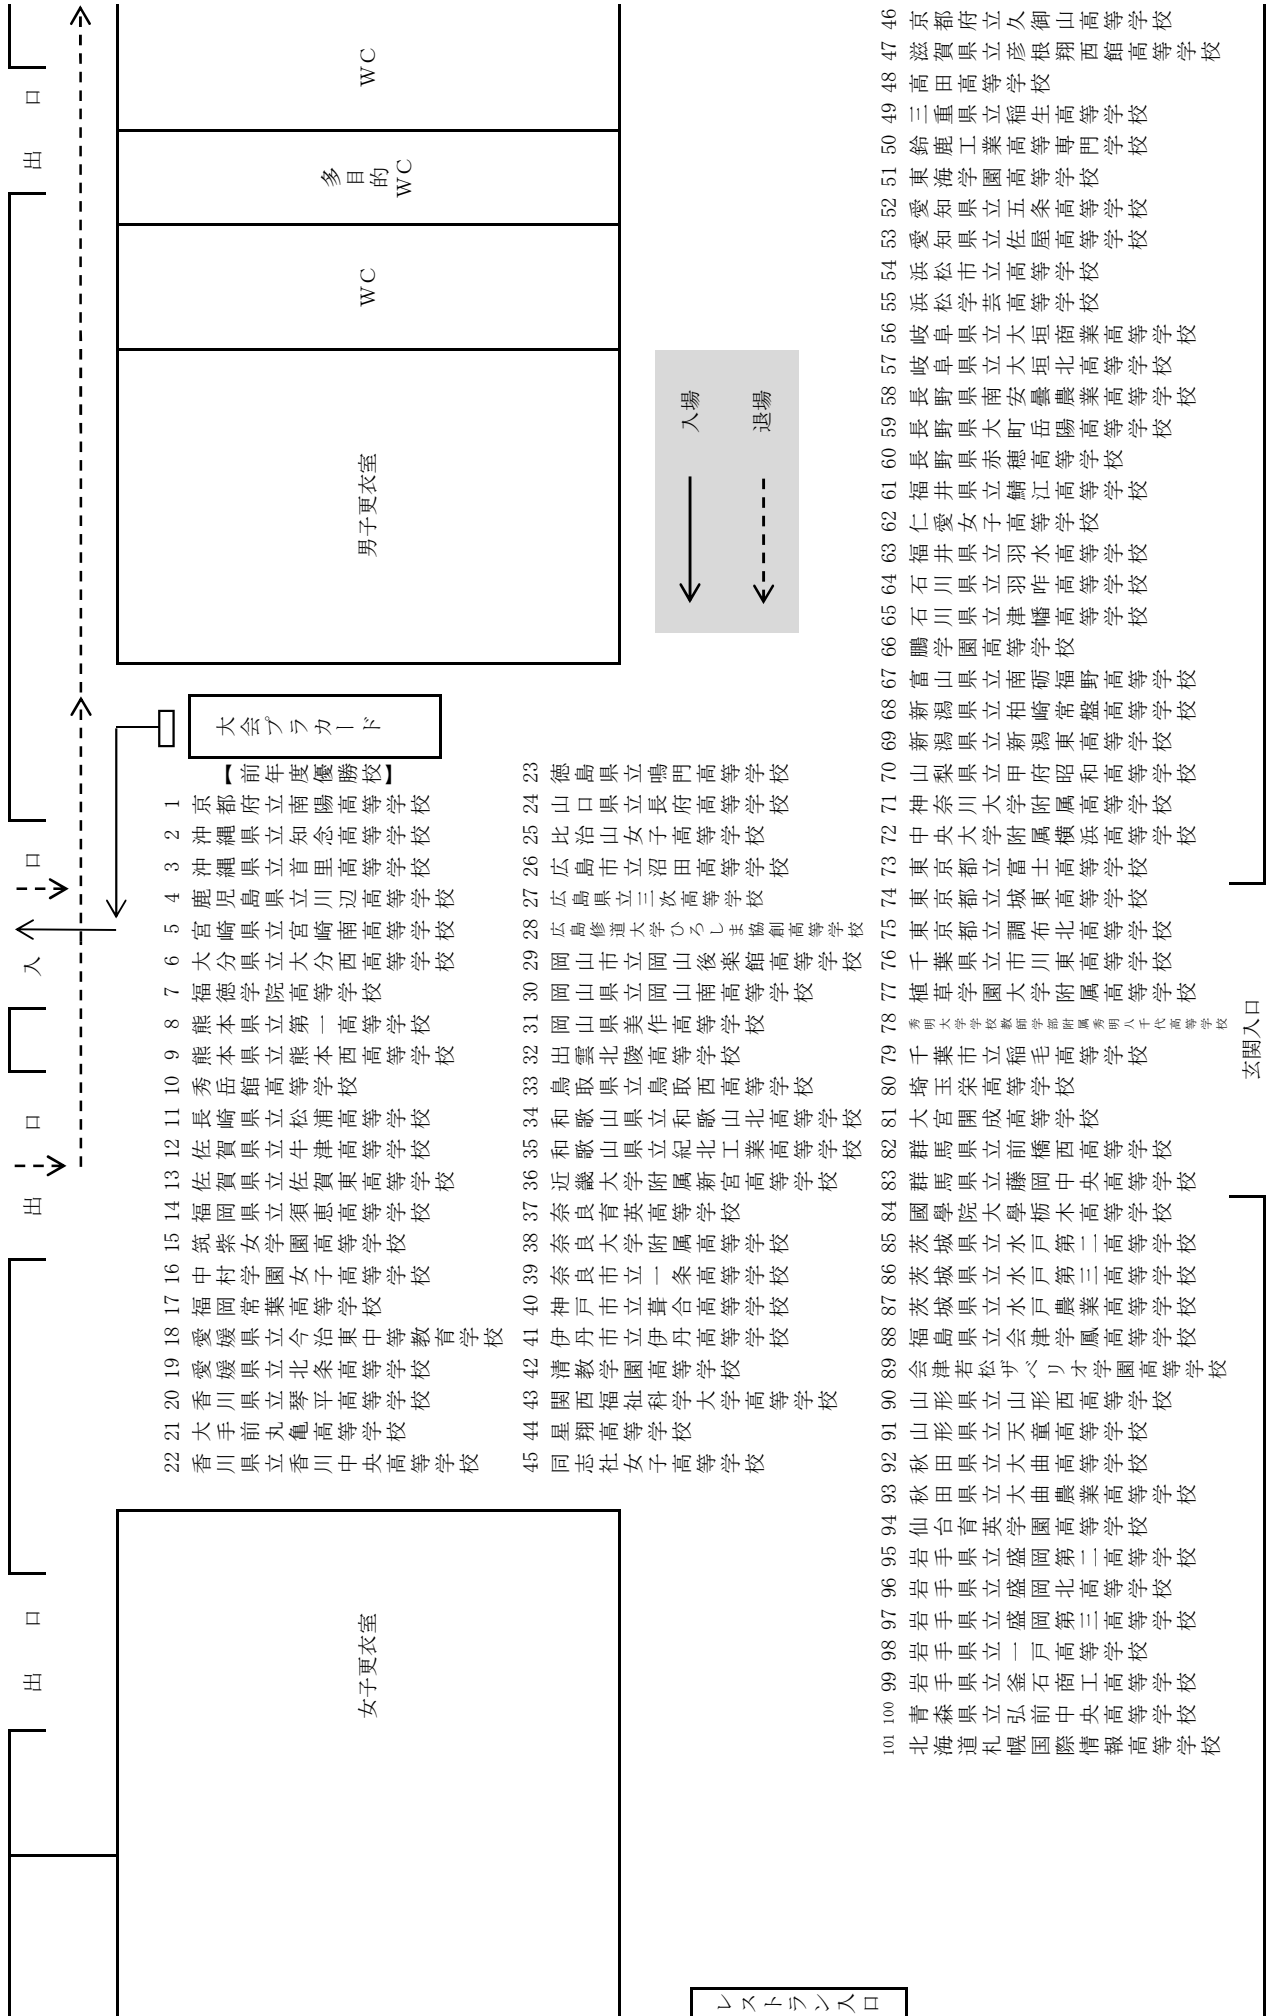 出 口
入 口
出 口
出 口
WC
多目的
WC
WC
男子更衣室
大会プラカード
入場
退場
【前年度優勝校】
1 京都府立南陽高等学校
2 沖縄県立知念高等学校
3 沖縄県立首里高等学校
4 鹿児島県立川辺高等学校
5 宮崎県立宮崎南高等学校
6 大分県立大分西高等学校
7 福徳学院高等学校
8 熊本県立第一高等学校
9 熊本県立熊本西高等学校
10 秀岳館高等学校
11 長崎県立松浦高等学校
12 佐賀県立牛津高等学校
13 佐賀県立佐賀東高等学校
14 福岡県立須恵高等学校
15 筑紫女学園高等学校
16 中村学園女子高等学校
17 福岡常葉高等学校
18 愛媛県立今治東中等教育学校
19 愛媛県立北条高等学校
20 香川県立琴平高等学校
21 大手前丸亀高等学校
22 香川県立香川中央高等学校
23 徳島県立鳴門高等学校
24 山口県立長府高等学校
25 比治山女子高等学校
26 広島市立沼田高等学校
27 広島県立三次高等学校
28 広島修道大学ひろしま協創高等学校
29 岡山市立岡山後楽館高等学校
30 岡山県立岡山南高等学校
31 岡山県美作高等学校
32 出雲北陵高等学校
33 鳥取県立鳥取西高等学校
34 和歌山県立和歌山北高等学校
35 和歌山県立紀北工業高等学校
36 近畿大学附属新宮高等学校
37 奈良育英高等学校
38 奈良大学附属高等学校
39 奈良市立一条高等学校
40 神戸市立葺合高等学校
41 伊丹市立伊丹高等学校
42 清教学園高等学校
43 関西福祉科学大学高等学校
44 星翔高等学校
45 同志社女子高等学校
46 京都府立久御山高等学校
47 滋賀県立彦根翔西館高等学校
48 高田高等学校
49 三重県立稲生高等学校
50 鈴鹿工業高等専門学校
51 東海学園高等学校
52 愛知県立五条高等学校
53 愛知県立佐屋高等学校
54 浜松市立高等学校
55 浜松学芸高等学校
56 岐阜県立大垣商業高等学校
57 岐阜県立大垣北高等学校
58 長野県南安曇農業高等学校
59 長野県大町岳陽高等学校
60 長野県赤穂高等学校
61 福井県立鯖江高等学校
62 仁愛女子高等学校
63 福井県立羽水高等学校
64 石川県立羽咋高等学校
65 石川県立津幡高等学校
66 鵬学園高等学校
67 富山県立南砺福野高等学校
68 新潟県立柏崎常盤高等学校
69 新潟県立新潟東高等学校
70 山梨県立甲府昭和高等学校
71 神奈川大学附属高等学校
72 中央大学附属横浜高等学校
73 東京都立富士高等学校
74 東京都立城東高等学校
75 東京都立調布北高等学校
76 千葉県立市川東高等学校
77 植草学園大学附属高等学校
78 秀明大学学校教師学部附属秀明八千代高等学校
79 千葉市立稲毛高等学校
80 埼玉栄高等学校
81 大宮開成高等学校
82 群馬県立前橋西高等学校
83 群馬県立藤岡中央高等学校
84 國學院大學栃木高等学校
85 茨城県立水戸第二高等学校
86 茨城県立水戸第三高等学校
87 茨城県立水戸農業高等学校
88 福島県立会津学鳳高等学校
89 会津若松ザベリオ学園高等学校
90 山形県立山形西高等学校
91 山形県立天童高等学校
92 秋田県立大曲高等学校
93 秋田県立大曲農業高等学校
94 仙台育英学園高等学校
95 岩手県立盛岡第二高等学校
96 岩手県立盛岡北高等学校
97 岩手県立盛岡第三高等学校
98 岩手県立一戸高等学校
99 岩手県立釜石商工高等学校
100 青森県立弘前中央高等学校
101 北海道札幌国際情報高等学校
女子更衣室
玄関入口
レストラン入口